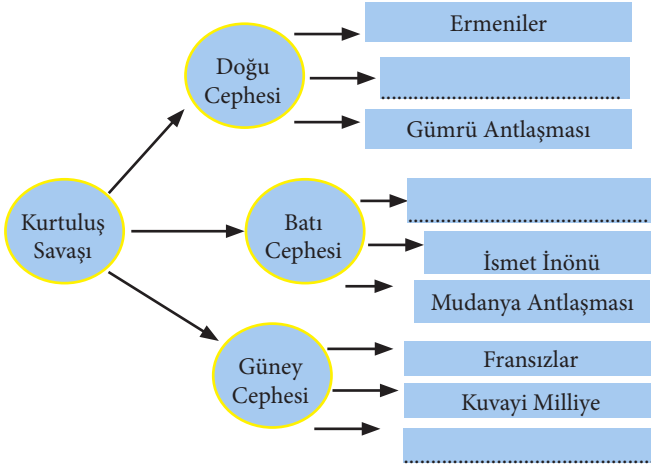 Kurtuluş
Savaşı
Doğu
Cephesi
Ermeniler
................................................
Gümrü Antlaşması
Batı
Cephesi
................................................
İsmet İnönü
Mudanya Antlaşması
Güney
Cephesi
Fransızlar
Kuvayi Milliye
................................................